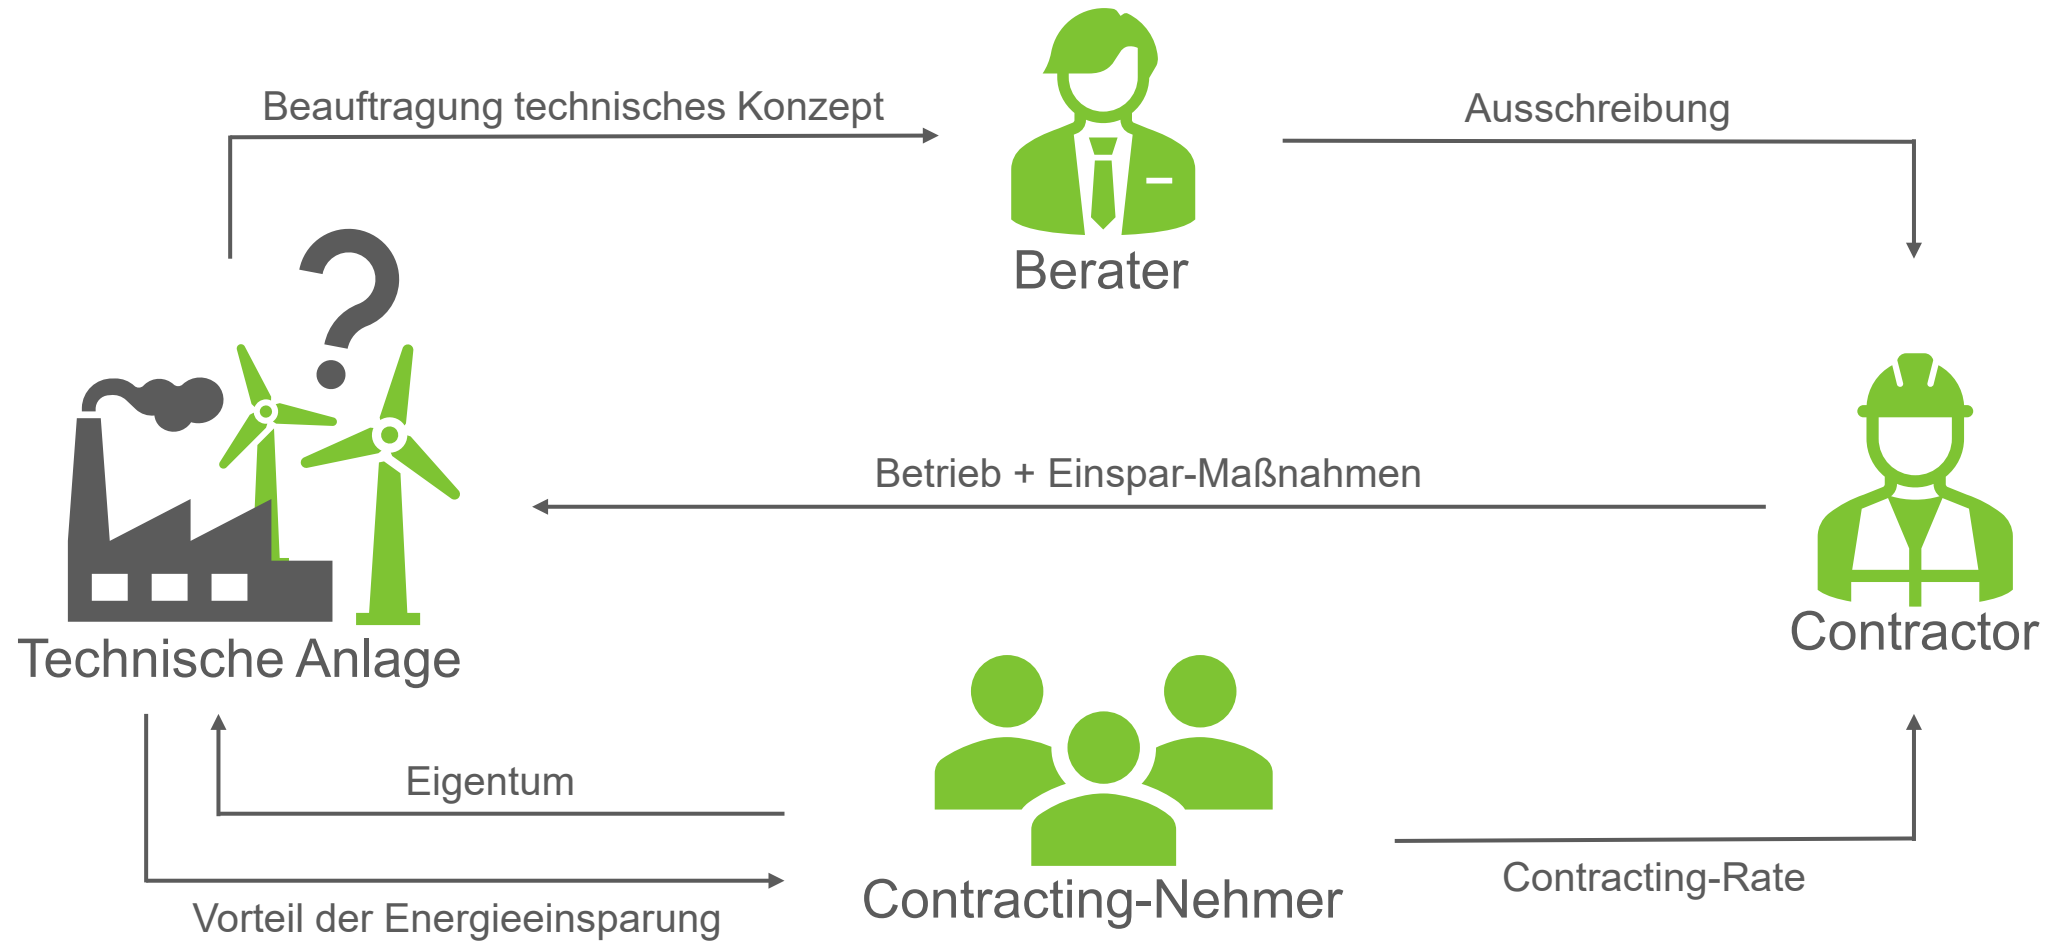 Beauftragung technisches Konzept
Ausschreibung
Berater
Betrieb + Einspar-Maßnahmen
Contractor
Technische Anlage
Eigentum
Contracting-Rate
Contracting-Nehmer
Vorteil der Energieeinsparung